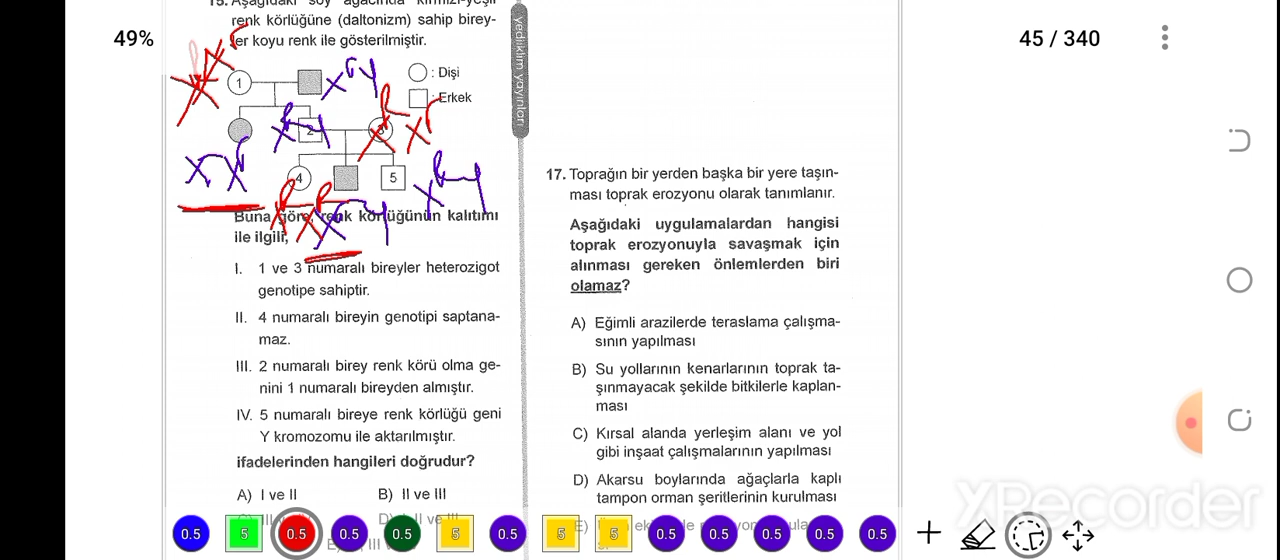 49%
45 / 340
15. Aşağıdaki soy ağacında kırmızı-yeşil
renk körlüğüne (daltonizm) sahip birey-
ler koyu renk ile gösterilmiştir.
1
: Dişi
: Erkek
2
3
4
5
X^r y
X^R y
X^R X^r
X^r X^r
X^R X^R
X^r y
X^R y
Buna göre, renk körlüğünün kalıtımı
ile ilgili;
I. 1 ve 3 numaralı bireyler heterozigot
genotipe sahiptir.
II. 4 numaralı bireyin genotipi saptana-
maz.
III. 2 numaralı birey renk körü olma ge-
nini 1 numaralı bireyden almıştır.
IV. 5 numaralı bireye renk körlüğü geni
Y kromozomu ile aktarılmıştır.
ifadelerinden hangileri doğrudur?
A) I ve II
B) II ve III
yediiklim yayınları
17. Toprağın bir yerden başka bir yere taşın-
ması toprak erozyonu olarak tanımlanır.
Aşağıdaki uygulamalardan hangisi
toprak erozyonuyla savaşmak için
alınması gereken önlemlerden biri
olamaz?
A) Eğimli arazilerde teraslama çalışma-
sının yapılması
B) Su yollarının kenarlarının toprak ta-
şınmayacak şekilde bitkilerle kaplan-
ması
C) Kırsal alanda yerleşim alanı ve yol
gibi inşaat çalışmalarının yapılması
D) Akarsu boylarında ağaçlarla kaplı
tampon orman şeritlerinin kurulması
0.5 5 0.5 0.5 0.5 5 0.5 5 5 0.5 0.5 0.5 0.5 0.5
XRecorder